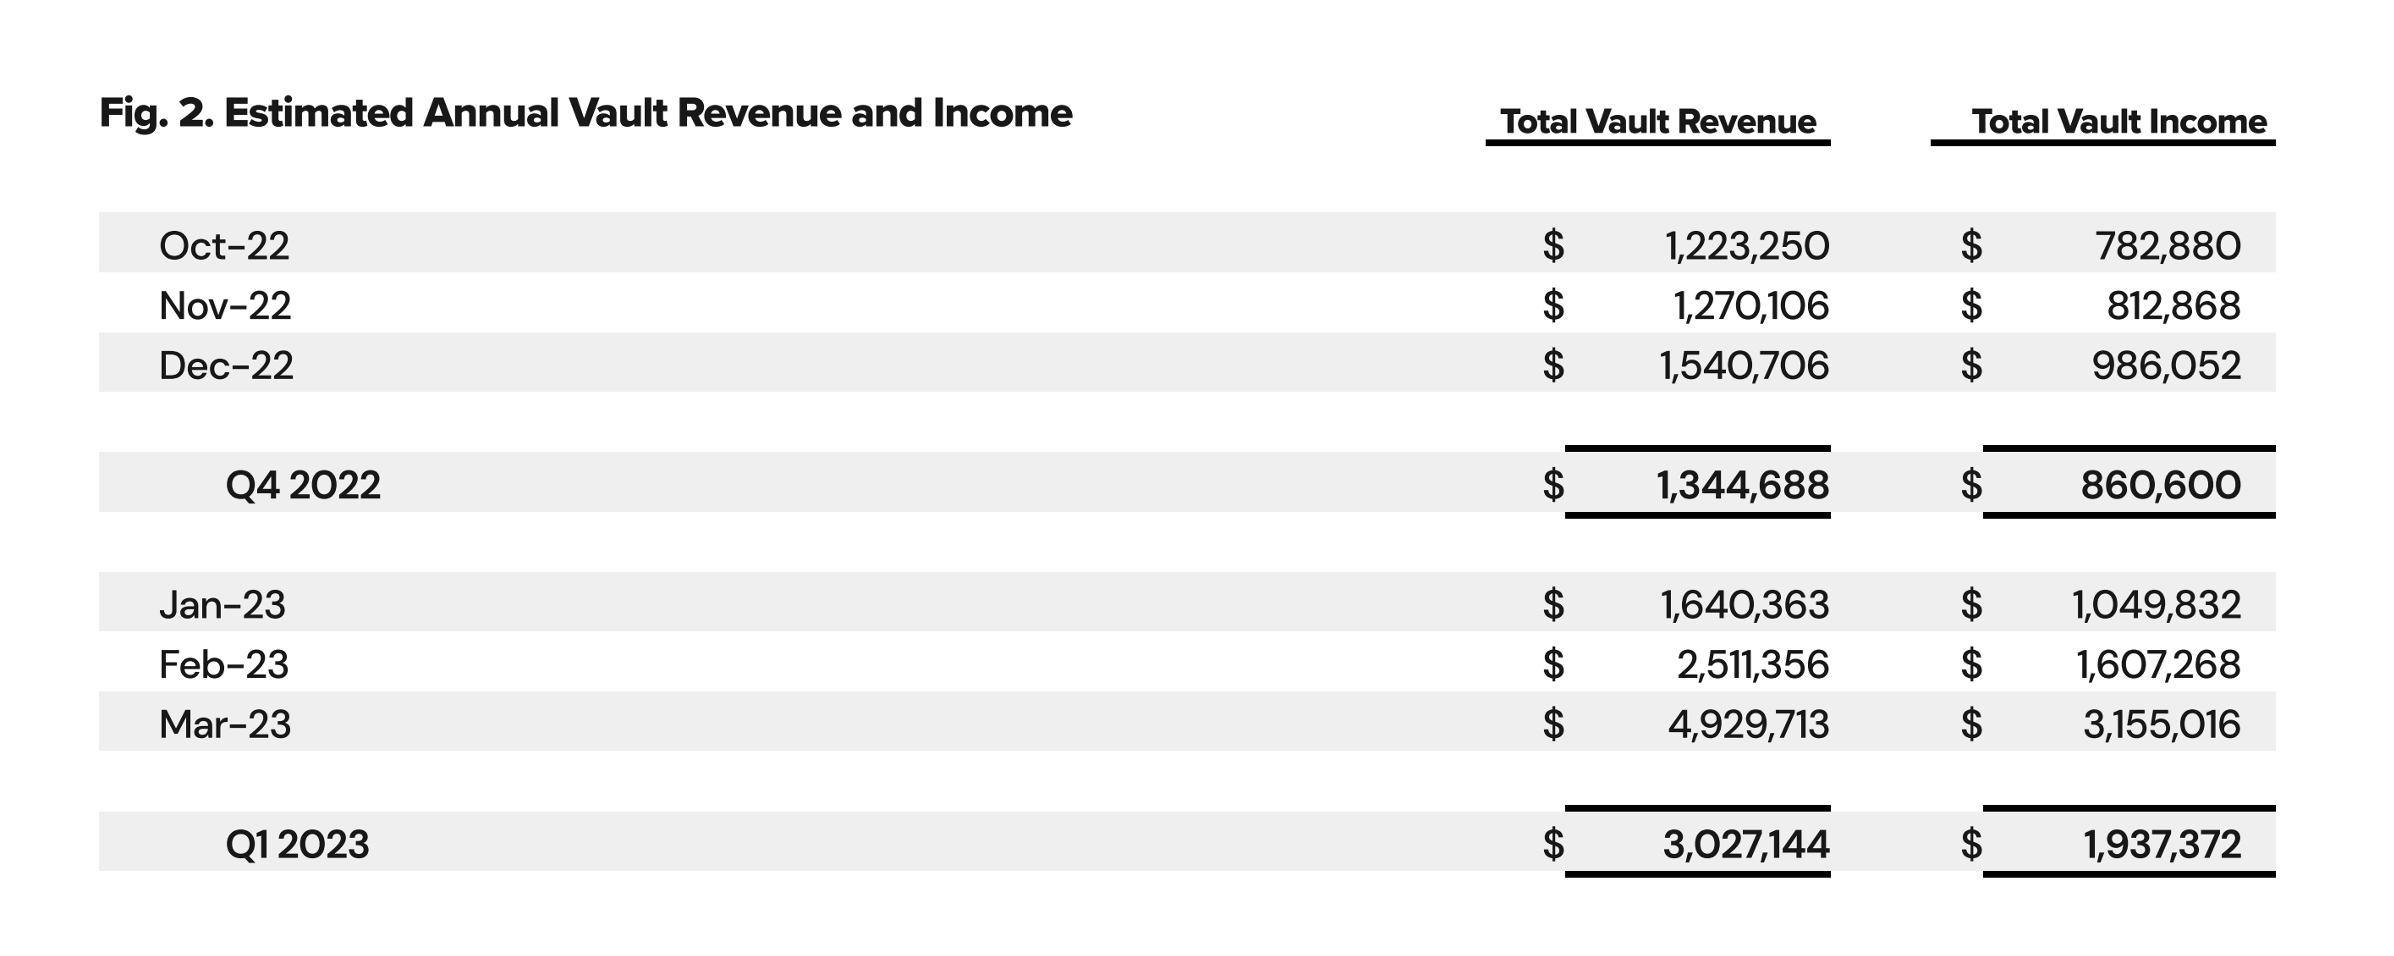 Fig. 2. Estimated Annual Vault Revenue and Income Total Vault Revenue Total Vault Income
Oct-22 $ 1,223,250 $ 782,880
Nov-22 $ 1,270,106 $ 812,868
Dec-22 $ 1,540,706 $ 986,052
Q4 2022 $ 1,344,688 $ 860,600
Jan-23 $ 1,640,363 $ 1,049,832
Feb-23 $ 2,511,356 $ 1,607,268
Mar-23 $ 4,929,713 $ 3,155,016
Q1 2023 $ 3,027,144 $ 1,937,372